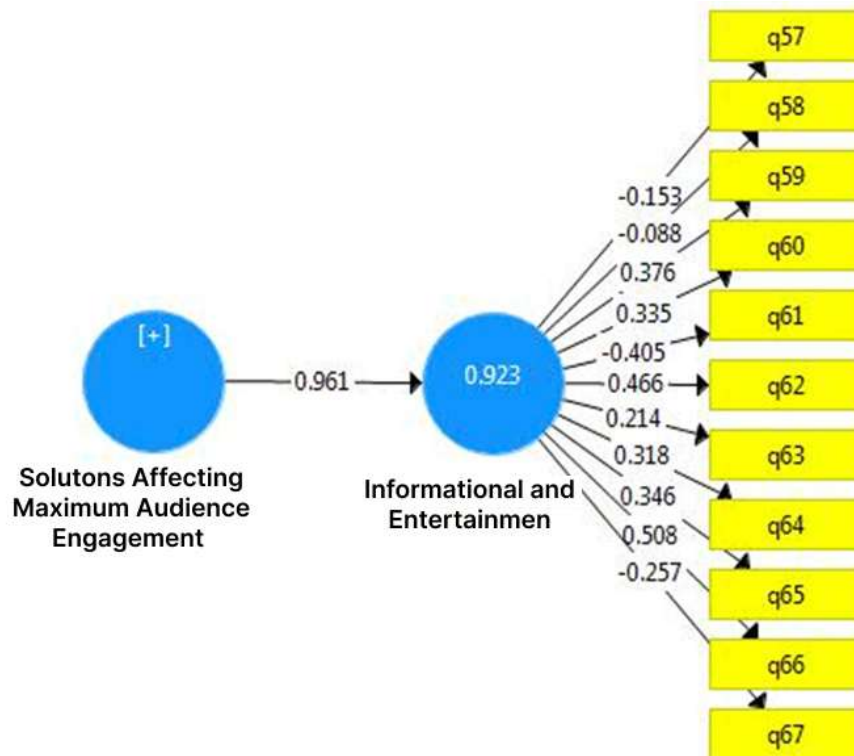 q57
q58
q59
q60
q61
q62
q63
q64
q65
q66
q67
-0.153
-0.088
0.376
0.335
-0.405
0.466
0.214
0.318
0.346
0.508
-0.257
[+]
0.961
0.923
Solutons Affecting
Maximum Audience
Engagement
Informational and
Entertainmen